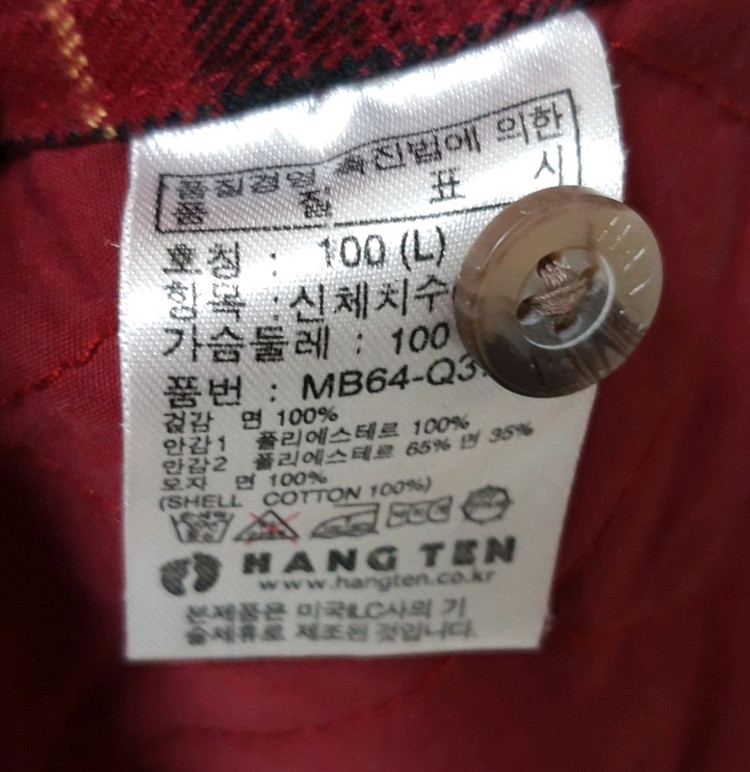 품질경영 촉진법에 의한
품 질 표 시
호칭 : 100 (L)
항목 : 신체치수
가슴둘레 : 100
품번 : MB64-Q3
겉감 면 100%
안감1 폴리에스테르 100%
안감2 폴리에스테르 65% 면 35%
모자 면 100%
(SHELL COTTON 100%)
HANG TEN
www.hangten.co.kr
본제품은 미국ILC사의 기
술제휴로 제조된 것입니다.